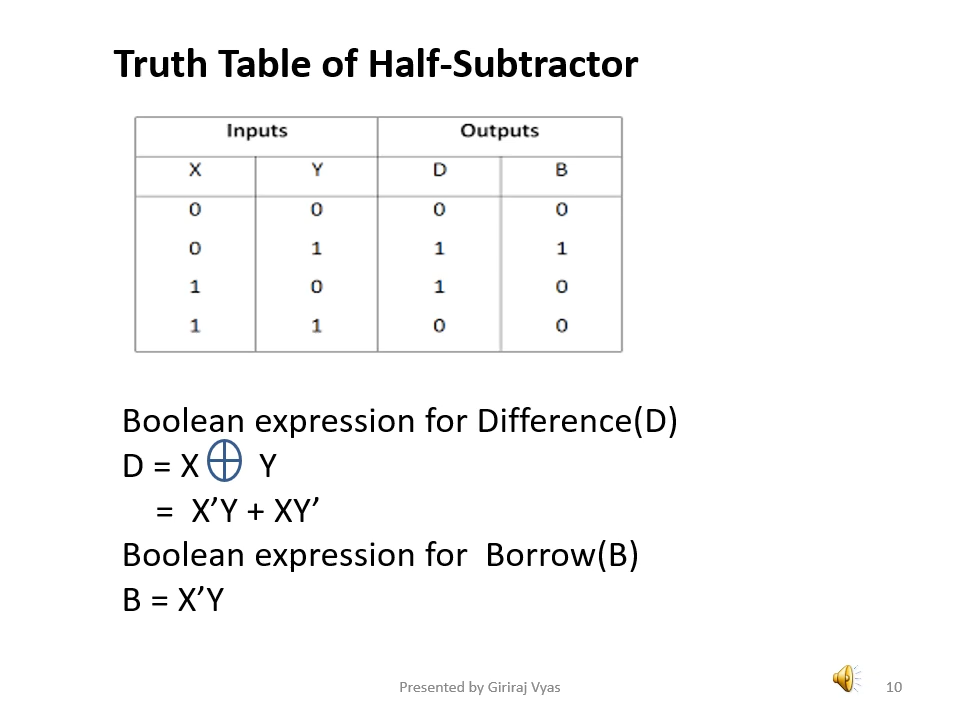 Truth Table of Half-Subtractor
Inputs Outputs
X Y D B
0 0 0 0
0 1 1 1
1 0 1 0
1 1 0 0
Boolean expression for Difference(D)
D = X ⊕ Y
= X’Y + XY’
Boolean expression for Borrow(B)
B = X’Y
Presented by Giriraj Vyas 10